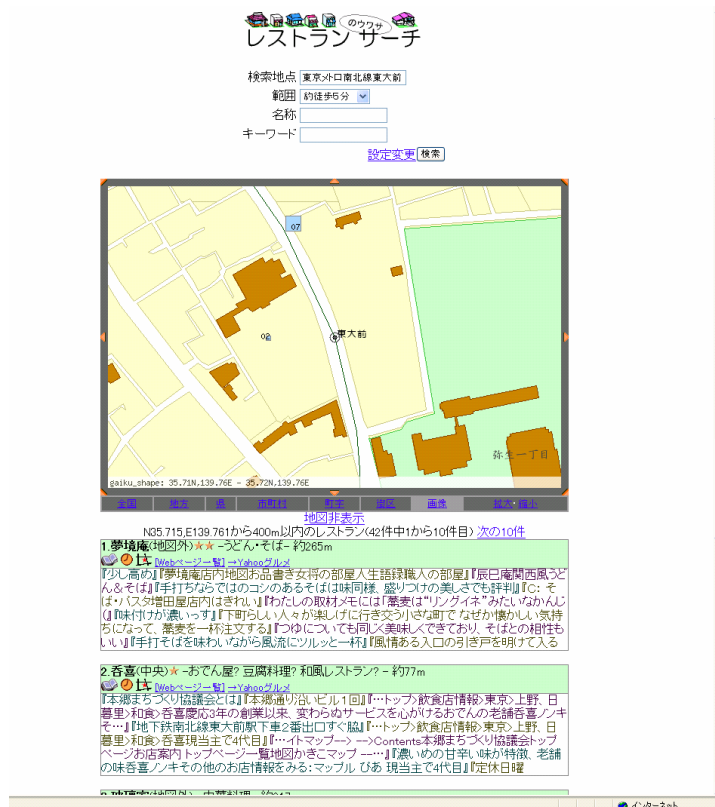 のウワサ
レストラン サーチ
検索地点 東京メトロ南北線東大前
範囲 約徒歩5分
名称
キーワード
設定変更 検索
07
02
東大前
弥生一丁目
gaiku_shape: 35.71N,139.76E - 35.72N,139.76E
全国 地方 県 市町村 町字 街区 画像 拡大・縮小
地図非表示
N35.715,E139.761から400m以内のレストラン(42件中1から10件目) 次の10件
1.夢境庵(地図外)★★ -うどん・そば- 約265m
[Webページ一覧] →Yahooグルメ
『少し高め』『夢境庵店内地図お品書き女将の部屋人生語録職人の部屋』『辰巳庵関西風うど
ん&そば』『手打ちならではのコシのあるそばは味同様、盛りつけの美しさでも評判』『C: そ
ば・パスタ増田屋店内はきれい』『わたしの取材メモには「蕎麦は“リングイネ”みたいなかんじ
(』『味付けが濃いっす』『下町らしい人々が楽しげに行き交う小さな町で なぜか懐かしい気持
ちになって、蕎麦を一杯注文する』『つゆについても同じく美味しくできており、そばとの相性も
いい』『手打てそばを味わいながら風流にツルッと一杯』『風情ある入口の引き戸を明けて入る
2.呑喜(中央)★ -おでん屋? 豆腐料理? 和風レストラン? - 約77m
[Webページ一覧] →Yahooグルメ
『本郷まちづくり協議会とは』『本郷通り沿いビル1回』『…トップ>飲食店情報>東京>上野、日
暮里>和食>呑喜慶応3年の創業以来、変わらぬサービスを心がけるおでんの老舗呑喜ノンキ
そ…』『地下鉄南北線東大前駅下車2番出口すぐ脇』『…トップ>飲食店情報>東京>上野、日
暮里>和食>呑喜現当主で4代目』『…イトマップー> -->Contents本郷まちづくり協議会トップ
ページお店案内トップページ一覧地図かきこマップ ー…』『濃いめの甘辛い味が特徴、老舗
の味呑喜ノンキその他のお店情報をみる:マップル ぴあ 現当主で4代目』『定休日曜
インターネット